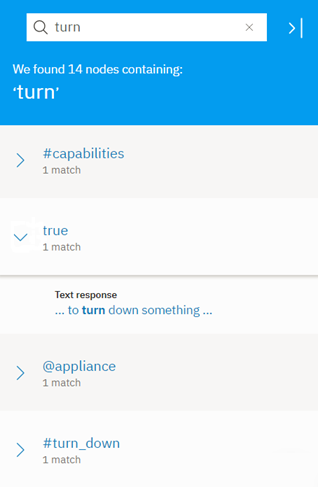 turn
We found 14 nodes containing:
‘turn’
#capabilities
1 match
true
1 match
Text response
... to turn down something ...
@appliance
1 match
#turn_down
1 match